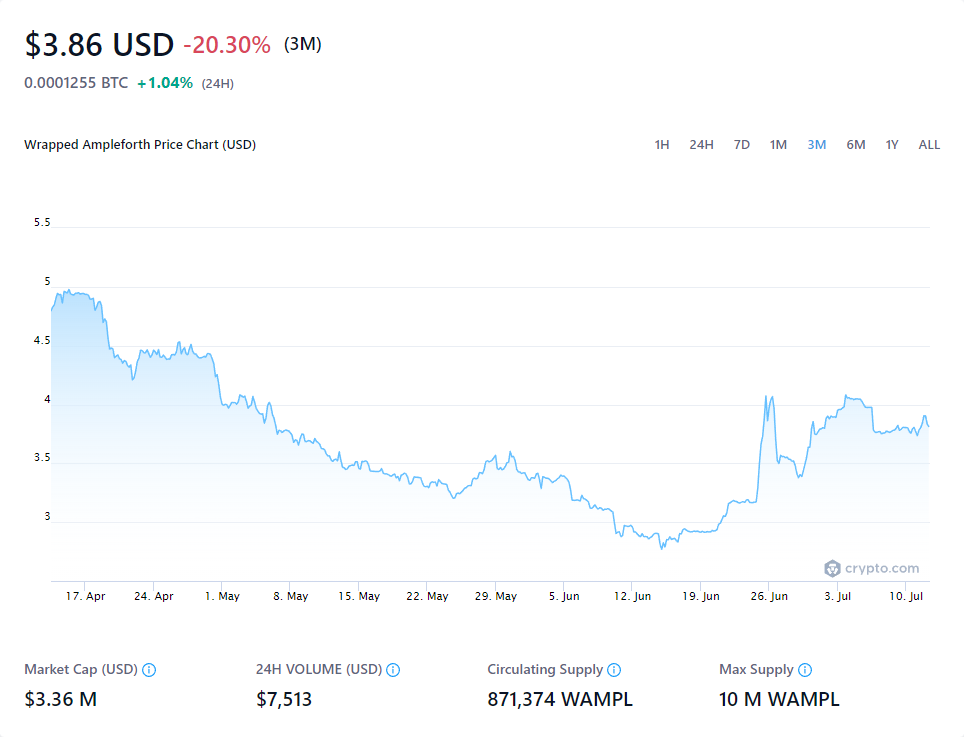 $3.86 USD -20.30% (3M)
0.0001255 BTC +1.04% (24H)
Wrapped Ampleforth Price Chart (USD)
1H 24H 7D 1M 3M 6M 1Y ALL
5.5
5
4.5
4
3.5
3
crypto.com
17. Apr 24. Apr 1. May 8. May 15. May 22. May 29. May 5. Jun 12. Jun 19. Jun 26. Jun 3. Jul 10. Jul
Market Cap (USD) 24H VOLUME (USD) Circulating Supply Max Supply
$3.36 M $7,513 871,374 WAMPL 10 M WAMPL